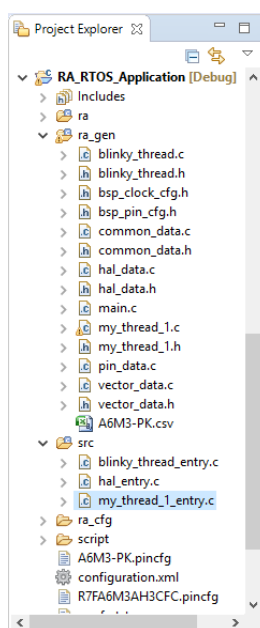 Project Explorer
RA_RTOS_Application [Debug]
Includes
ra
ra_gen
blinky_thread.c
blinky_thread.h
bsp_clock_cfg.h
bsp_pin_cfg.h
common_data.c
common_data.h
hal_data.c
hal_data.h
main.c
my_thread_1.c
my_thread_1.h
pin_data.c
vector_data.c
vector_data.h
A6M3-PK.csv
src
blinky_thread_entry.c
hal_entry.c
my_thread_1_entry.c
ra_cfg
script
A6M3-PK.pincfg
configuration.xml
R7FA6M3AH3CFC.pincfg